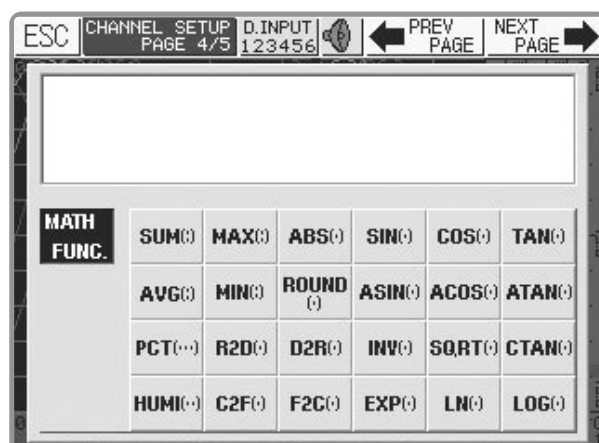 ESC CHANNEL SETUP PAGE 4/5 D.INPUT 123456 PREV PAGE NEXT PAGE
MATH FUNC.
SUM(:) MAX(:) ABS(·) SIN(·) COS(·) TAN(·)
AVG(:) MIN(:) ROUND(·) ASIN(·) ACOS(·) ATAN(·)
PCT(···) R2D(·) D2R(·) INV(·) SQRT(·) CTAN(·)
HUMI(··) C2F(·) F2C(·) EXP(·) LN(·) LOG(·)